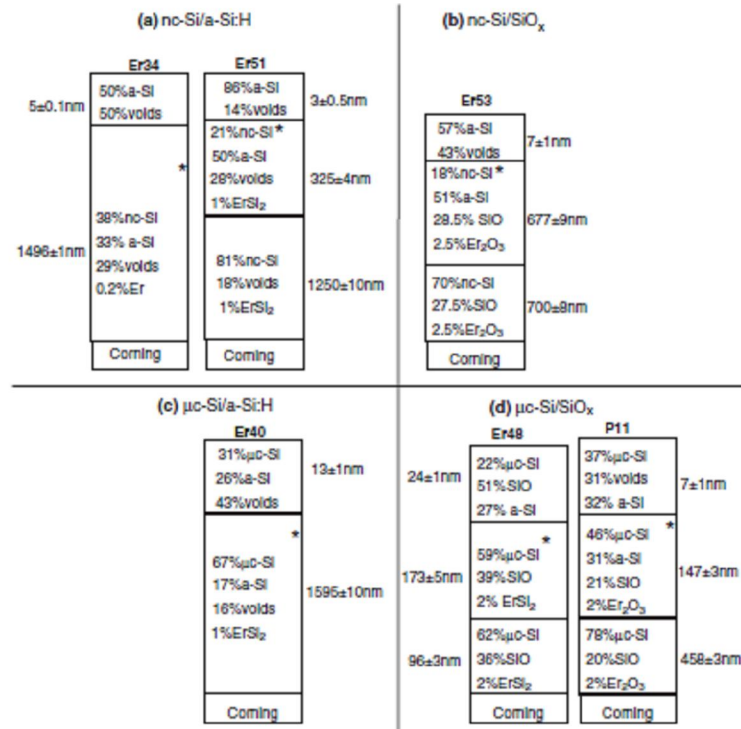 (a) nc-Si/a-Si:H
Er34
5±0.1nm
50%a-Si
50%voids
*
1496±1nm
38%nc-Si
33% a-Si
29%voids
0.2%Er
Corning
Er51
86%a-Si
14%voids
3±0.5nm
21%nc-Si*
50%a-Si
28%voids
1%ErSi2
325±4nm
81%nc-Si
18%voids
1%ErSi2
1250±10nm
Corning
(b) nc-Si/SiOx
Er53
57%a-Si
43%voids
7±1nm
18%nc-Si*
51%a-Si
28.5% SiO
2.5%Er2O3
677±9nm
70%nc-Si
27.5%SiO
2.5%Er2O3
700±8nm
Corning
(c) μc-Si/a-Si:H
Er40
31%μc-Si
26%a-Si
43%voids
13±1nm
*
67%μc-Si
17%a-Si
16%voids
1%ErSi2
1595±10nm
Corning
(d) μc-Si/SiOx
Er48
24±1nm
22%μc-Si
51%SiO
27% a-Si
173±5nm
*
59%μc-Si
39%SiO
2% ErSi2
96±3nm
62%μc-Si
36%SiO
2%ErSi2
Corning
P11
37%μc-Si
31%voids
32% a-Si
7±1nm
46%μc-Si*
31%a-Si
21%SiO
2%Er2O3
147±3nm
78%μc-Si
20%SiO
2%Er2O3
458±3nm
Corning